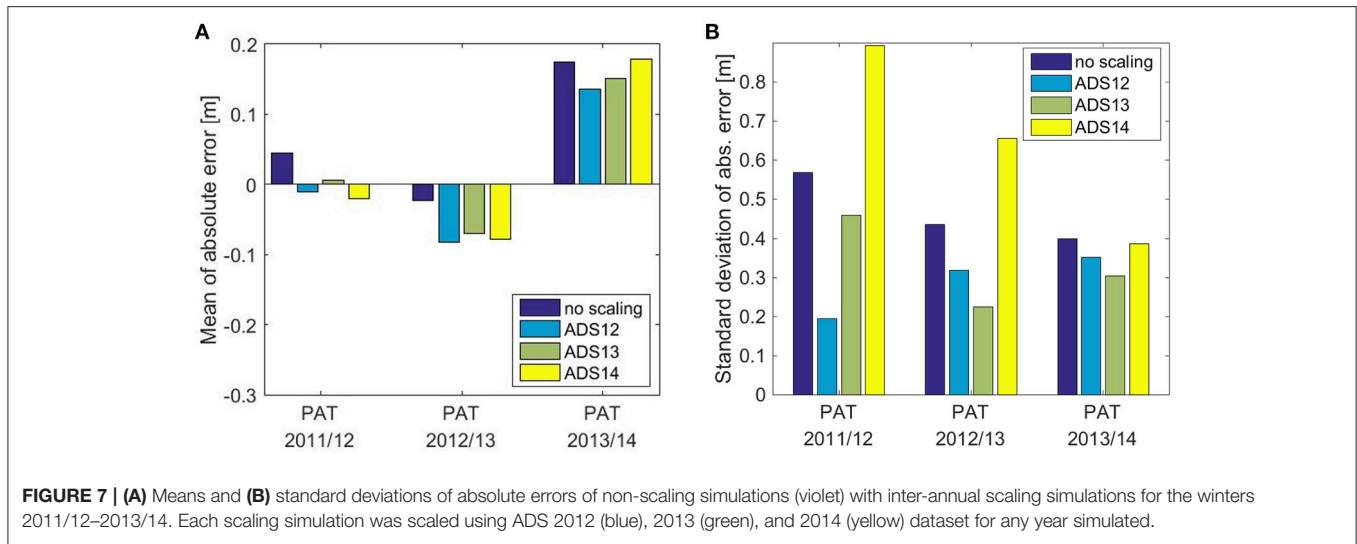 A
Mean of absolute error [m]
0.2
0.1
0
-0.1
-0.2
-0.3
no scaling
ADS12
ADS13
ADS14
PAT
2011/12
PAT
2012/13
PAT
2013/14
B
Standard deviation of abs. error [m]
0.8
0.7
0.6
0.5
0.4
0.3
0.2
0.1
0
no scaling
ADS12
ADS13
ADS14
PAT
2011/12
PAT
2012/13
PAT
2013/14
FIGURE 7 | (A) Means and (B) standard deviations of absolute errors of non-scaling simulations (violet) with inter-annual scaling simulations for the winters
2011/12–2013/14. Each scaling simulation was scaled using ADS 2012 (blue), 2013 (green), and 2014 (yellow) dataset for any year simulated.